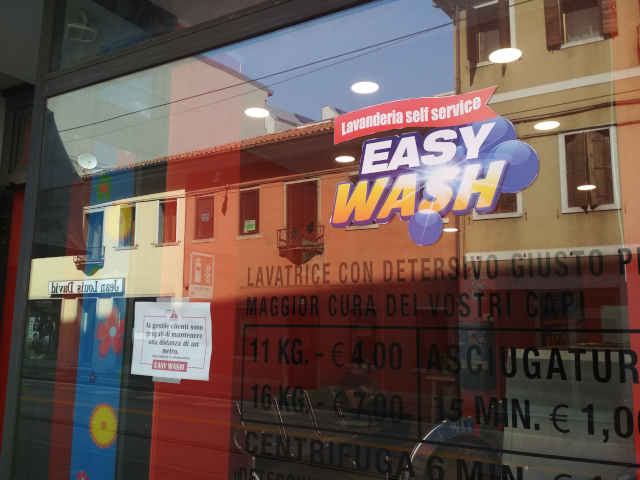 Lavanderia self service
EASY
WASH
Jean Louis David
LAVATRICE CON DETERSIVO GIUSTO P
MAGGIOR CURA DEI VOSTRI CAPI
11 KG. - € 4,00 ASCIUGATUR
16 KG. - € 7,00 15 MIN. € 1,0
CENTRIFUGA 6 MIN.
gentile clienti sono
pregati di mantenere
una distanza di un
metro.
EASY WASH